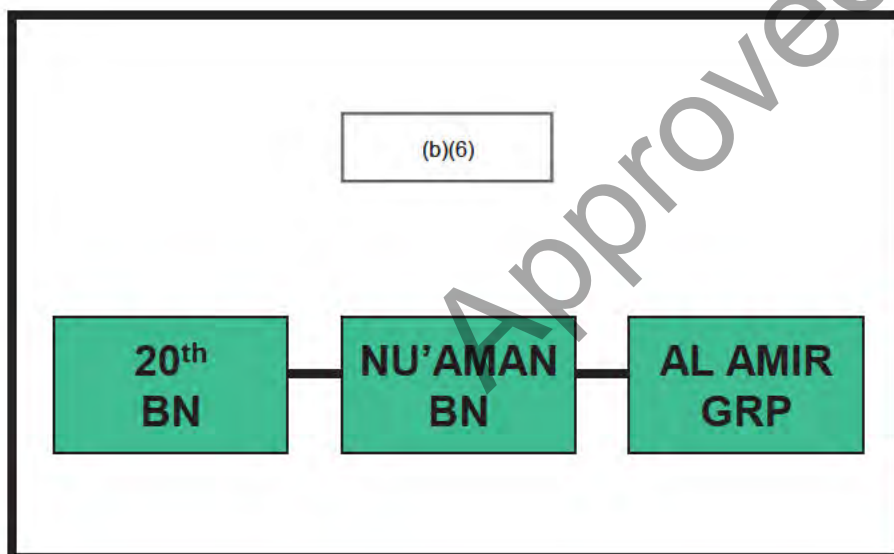 Approved
(b)(6)
20th
BN
NU'AMAN
BN
AL AMIR
GRP